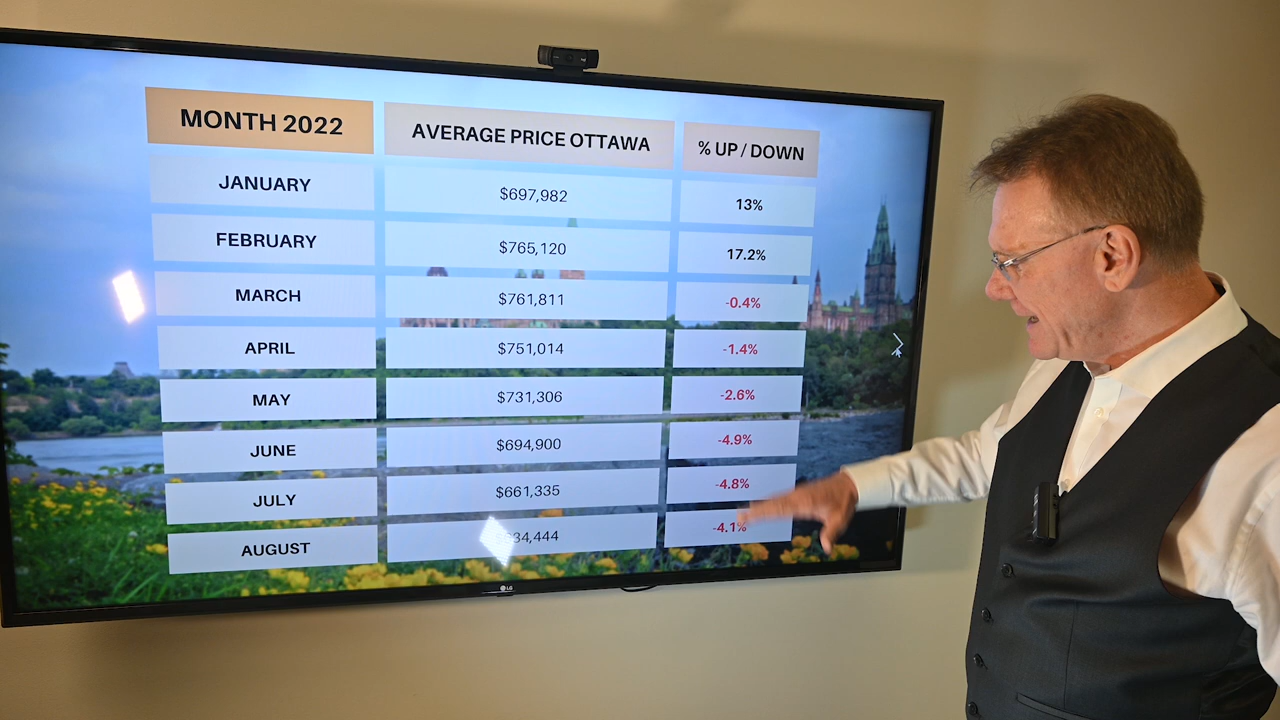 MONTH 2022 AVERAGE PRICE OTTAWA % UP / DOWN
JANUARY $697,982 13%
FEBRUARY $765,120 17.2%
MARCH $761,811 -0.4%
APRIL $751,014 -1.4%
MAY $731,306 -2.6%
JUNE $694,900 -4.9%
JULY $661,335 -4.8%
AUGUST -4.1%
LG